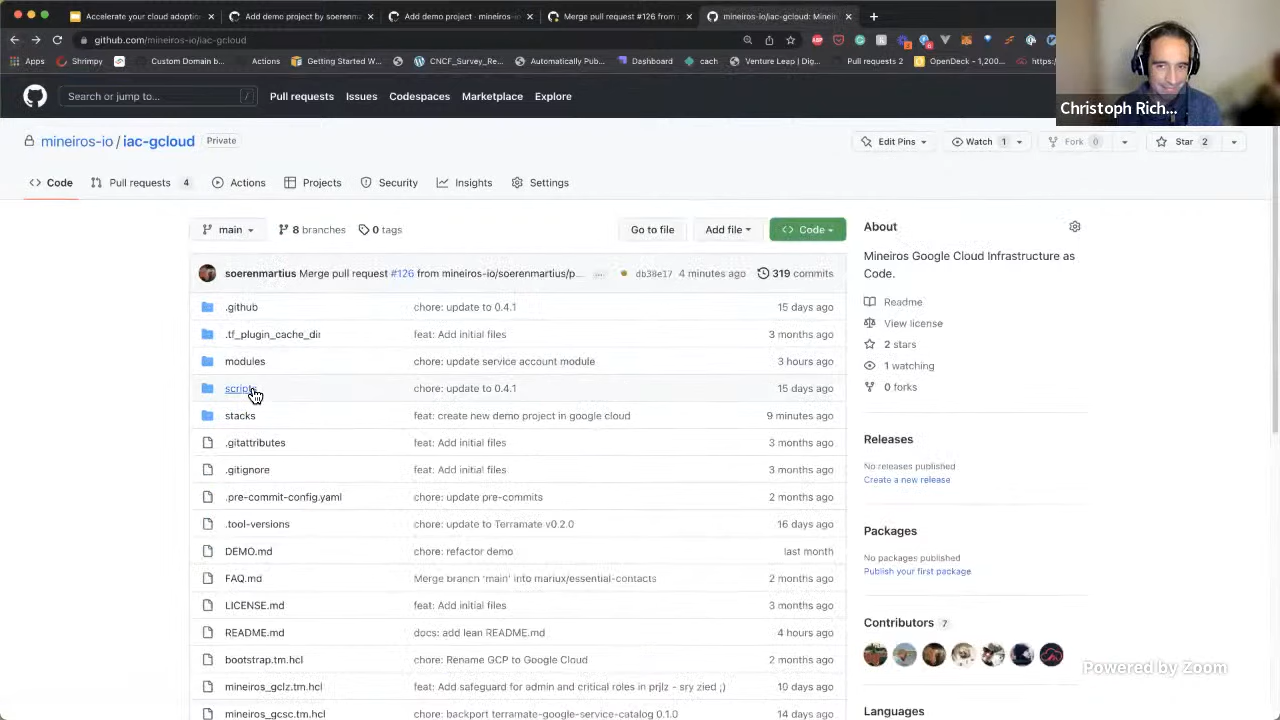 Accelerate your cloud adoptic
Add demo project by soerenm
Add demo project · mineiros-
Merge pull request #126 from
mineiros-io/iac-gcloud: Minei
github.com/mineiros-io/iac-gcloud
Apps
Shrimpy
Custom Domain b...
Actions
Getting Started W...
CNCF_Survey_Re...
Automatically Pub...
Dashboard
cach
Venture Leap | Dig...
Pull requests 2
OpenDeck – 1,200...
https:/
Search or jump to...
/
Pull requests
Issues
Codespaces
Marketplace
Explore
Christoph Rich...
mineiros-io/iac-gcloud
Private
Edit Pins
Watch 1
Fork 0
Star 2
Code
Pull requests 4
Actions
Projects
Security
Insights
Settings
main
8 branches
0 tags
Go to file
Add file
Code
soerenmartius Merge pull request #126 from mineiros-io/soerenmartius/p... ... db38e17 4 minutes ago 319 commits
.github chore: update to 0.4.1 15 days ago
.tf_plugin_cache_dir feat: Add initial files 3 months ago
modules chore: update service account module 3 hours ago
scripts chore: update to 0.4.1 15 days ago
stacks feat: create new demo project in google cloud 9 minutes ago
.gitattributes feat: Add initial files 3 months ago
.gitignore feat: Add initial files 3 months ago
.pre-commit-config.yaml chore: update pre-commits 2 months ago
.tool-versions chore: update to Terramate v0.2.0 16 days ago
DEMO.md chore: refactor demo last month
FAQ.md Merge branch 'main' into mariux/essential-contacts 2 months ago
LICENSE.md feat: Add initial files 3 months ago
README.md docs: add lean README.md 4 hours ago
bootstrap.tm.hcl chore: Rename GCP to Google Cloud 2 months ago
mineiros_gclz.tm.hcl feat: Add safeguard for admin and critical roles in prjlz - sry zied ;) 10 days ago
mineiros_gcsc.tm.hcl chore: backport terramate-google-service-catalog 0.1.0 14 days ago
About
Mineiros Google Cloud Infrastructure as
Code.
Readme
View license
2 stars
1 watching
0 forks
Releases
No releases published
Create a new release
Packages
No packages published
Publish your first package
Contributors 7
Powered by Zoom
Languages